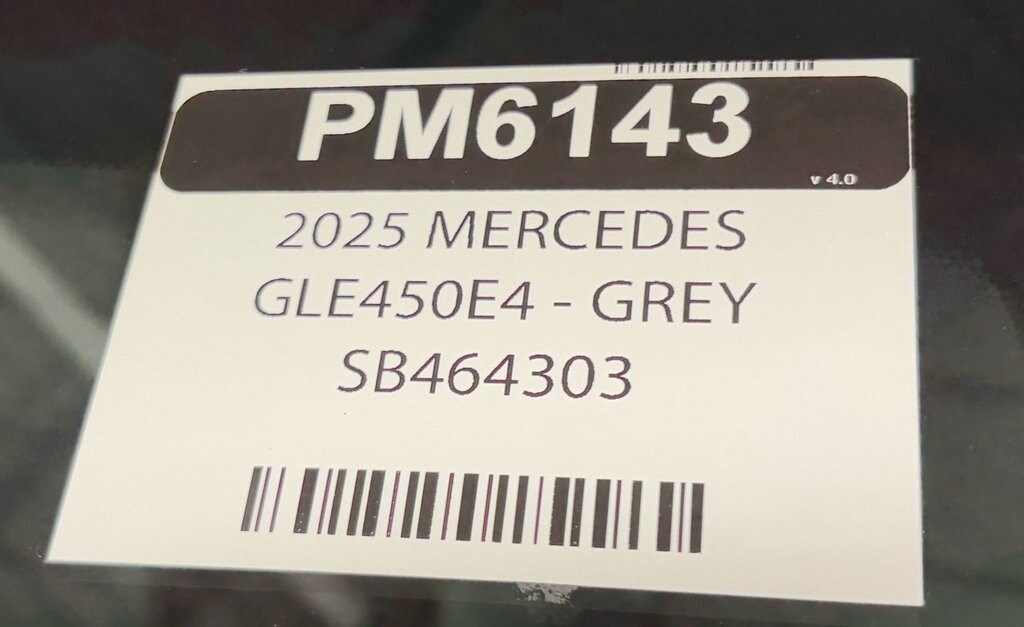 PM6143
v 4.0
2025 MERCEDES
GLE450E4 - GREY
SB464303